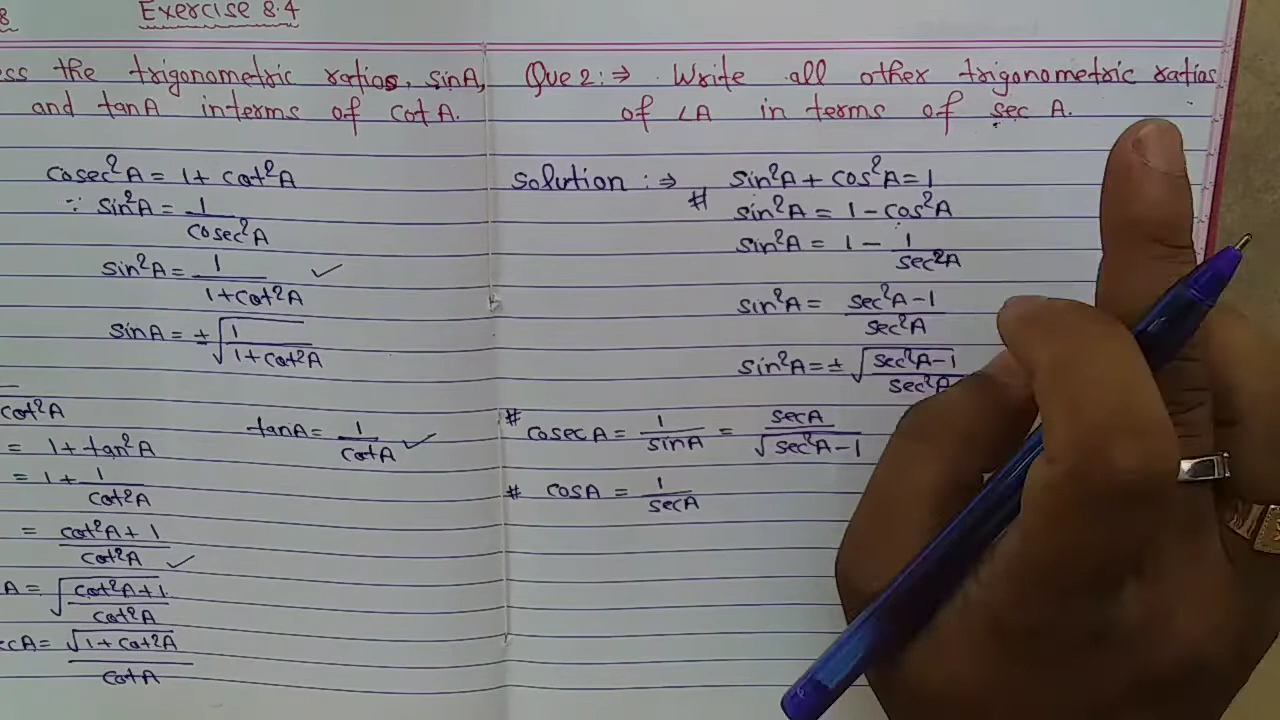 8
Exercise 8.4
ess the trigonometric ratios, sinA,
and tanA interms of cotA.
cosec²A = 1 + cot²A
∵ sin²A = 1/cosec²A
sin²A = 1/(1+cot²A) ✓
sinA = ±√(1/(1+cot²A))
cot²A
= 1 + tan²A
tanA = 1/cotA ✓
= 1 + 1/cot²A
= (cot²A + 1)/cot²A ✓
A = √((cot²A+1)/cot²A)
ecA = √(1+cot²A)/cotA
Que 2:⇒ Write all other trigonometric ratios
of ∠A in terms of sec A.
Solution :⇒ sin²A + cos²A = 1
# sin²A = 1 - cos²A
sin²A = 1 - 1/sec²A
sin²A = (sec²A-1)/sec²A
sin²A = ±√((sec²A-1)/sec²A)
# cosecA = 1/sinA = secA/√(sec²A-1)
# cosA = 1/secA